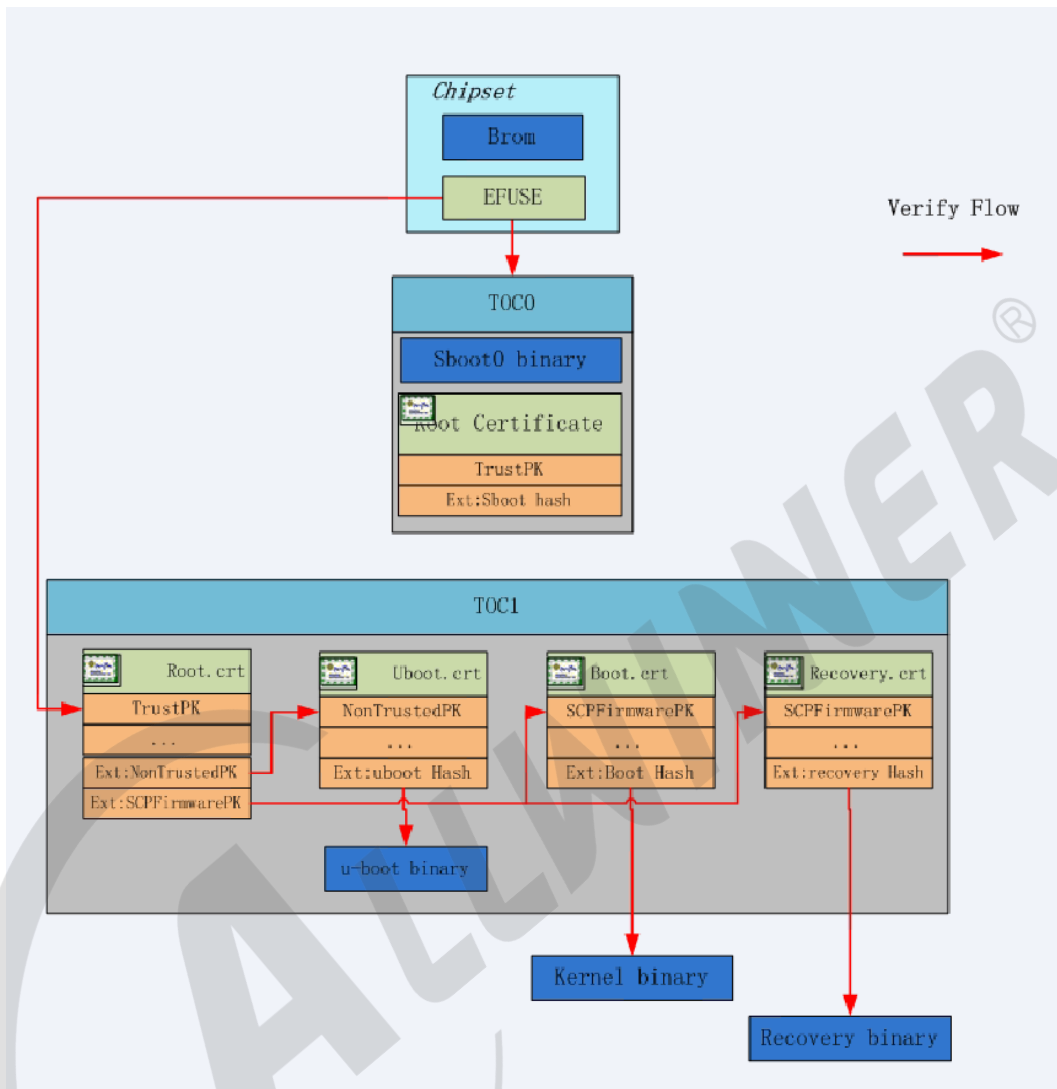 Chipset
Brom
EFUSE
Verify Flow
TOC0
Sboot0 binary
Root Certificate
TrustPK
Ext:Sboot hash
TOC1
Root.crt
TrustPK
...
Ext:NonTrustedPK
Ext:SCPFirmwarePK
Uboot.crt
NonTrustedPK
...
Ext:uboot Hash
u-boot binary
Boot.crt
SCPFirmwarePK
...
Ext:Boot Hash
Kernel binary
Recovery.crt
SCPFirmwarePK
...
Ext:recovery Hash
Recovery binary
ALLWINNER®